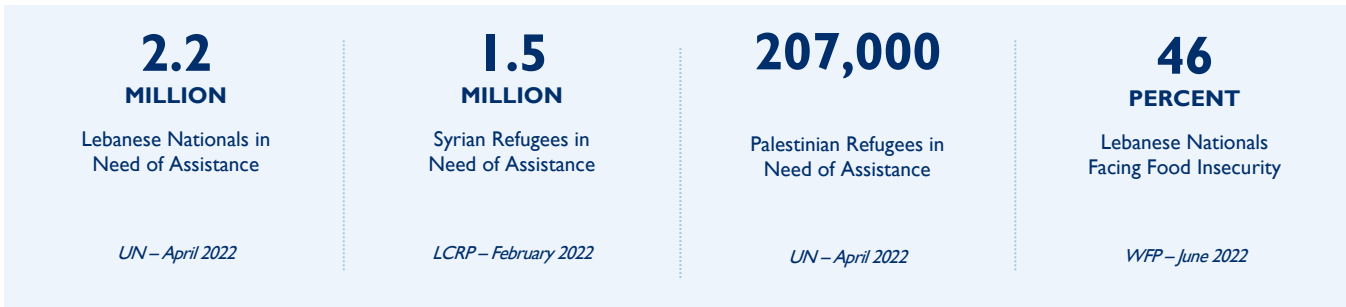 2.2
MILLION
Lebanese Nationals in
Need of Assistance
UN – April 2022
1.5
MILLION
Syrian Refugees in
Need of Assistance
LCRP – February 2022
207,000
Palestinian Refugees in
Need of Assistance
UN – April 2022
46
PERCENT
Lebanese Nationals
Facing Food Insecurity
WFP – June 2022